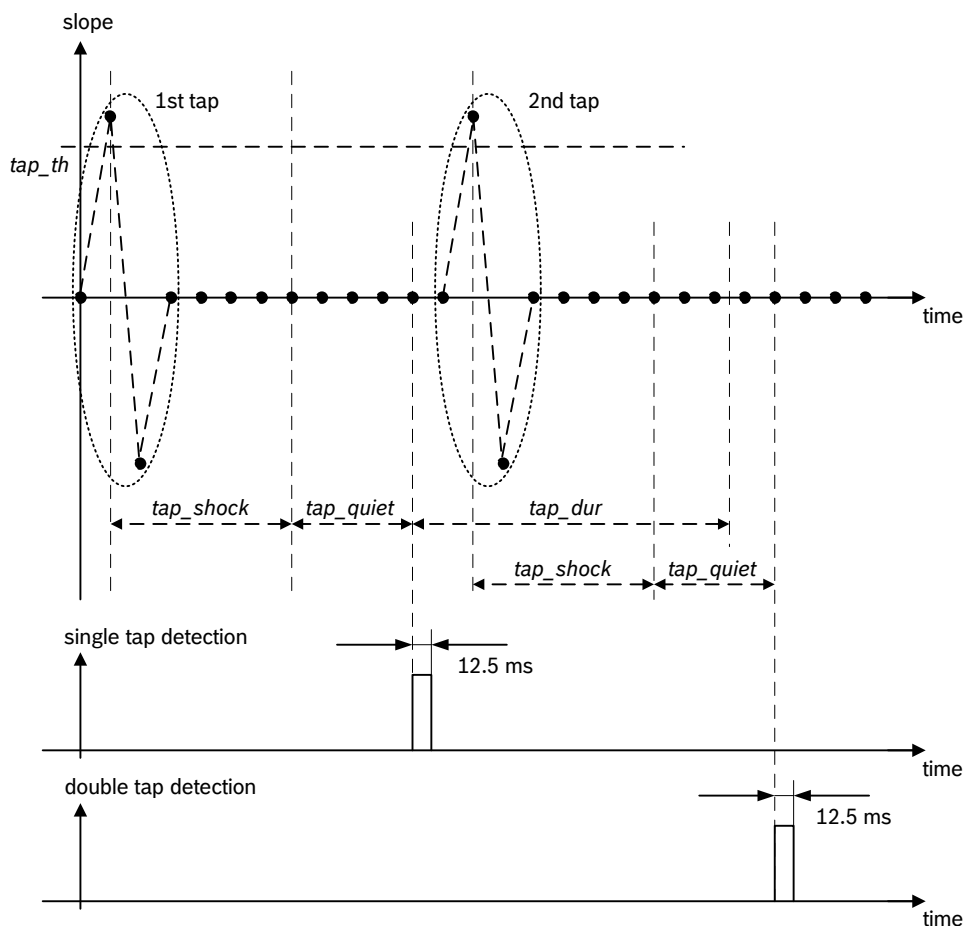 slope
1st tap
2nd tap
tap_th
time
tap_shock
tap_quiet
tap_dur
tap_shock
tap_quiet
single tap detection
12.5 ms
time
double tap detection
12.5 ms
time